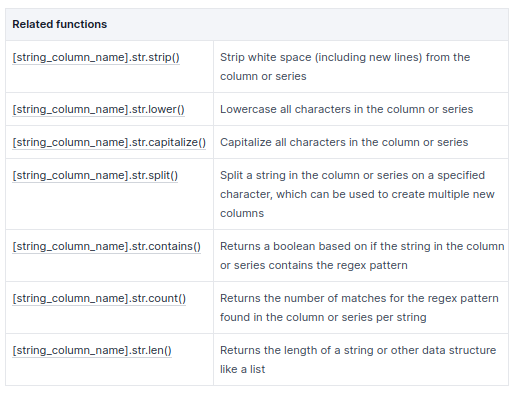 Related functions
[string_column_name].str.strip()
Strip white space (including new lines) from the
column or series
[string_column_name].str.lower()
Lowercase all characters in the column or series
[string_column_name].str.capitalize()
Capitalize all characters in the column or series
[string_column_name].str.split()
Split a string in the column or series on a specified
character, which can be used to create multiple new
columns
[string_column_name].str.contains()
Returns a boolean based on if the string in the column
or series contains the regex pattern
[string_column_name].str.count()
Returns the number of matches for the regex pattern
found in the column or series per string
[string_column_name].str.len()
Returns the length of a string or other data structure
like a list